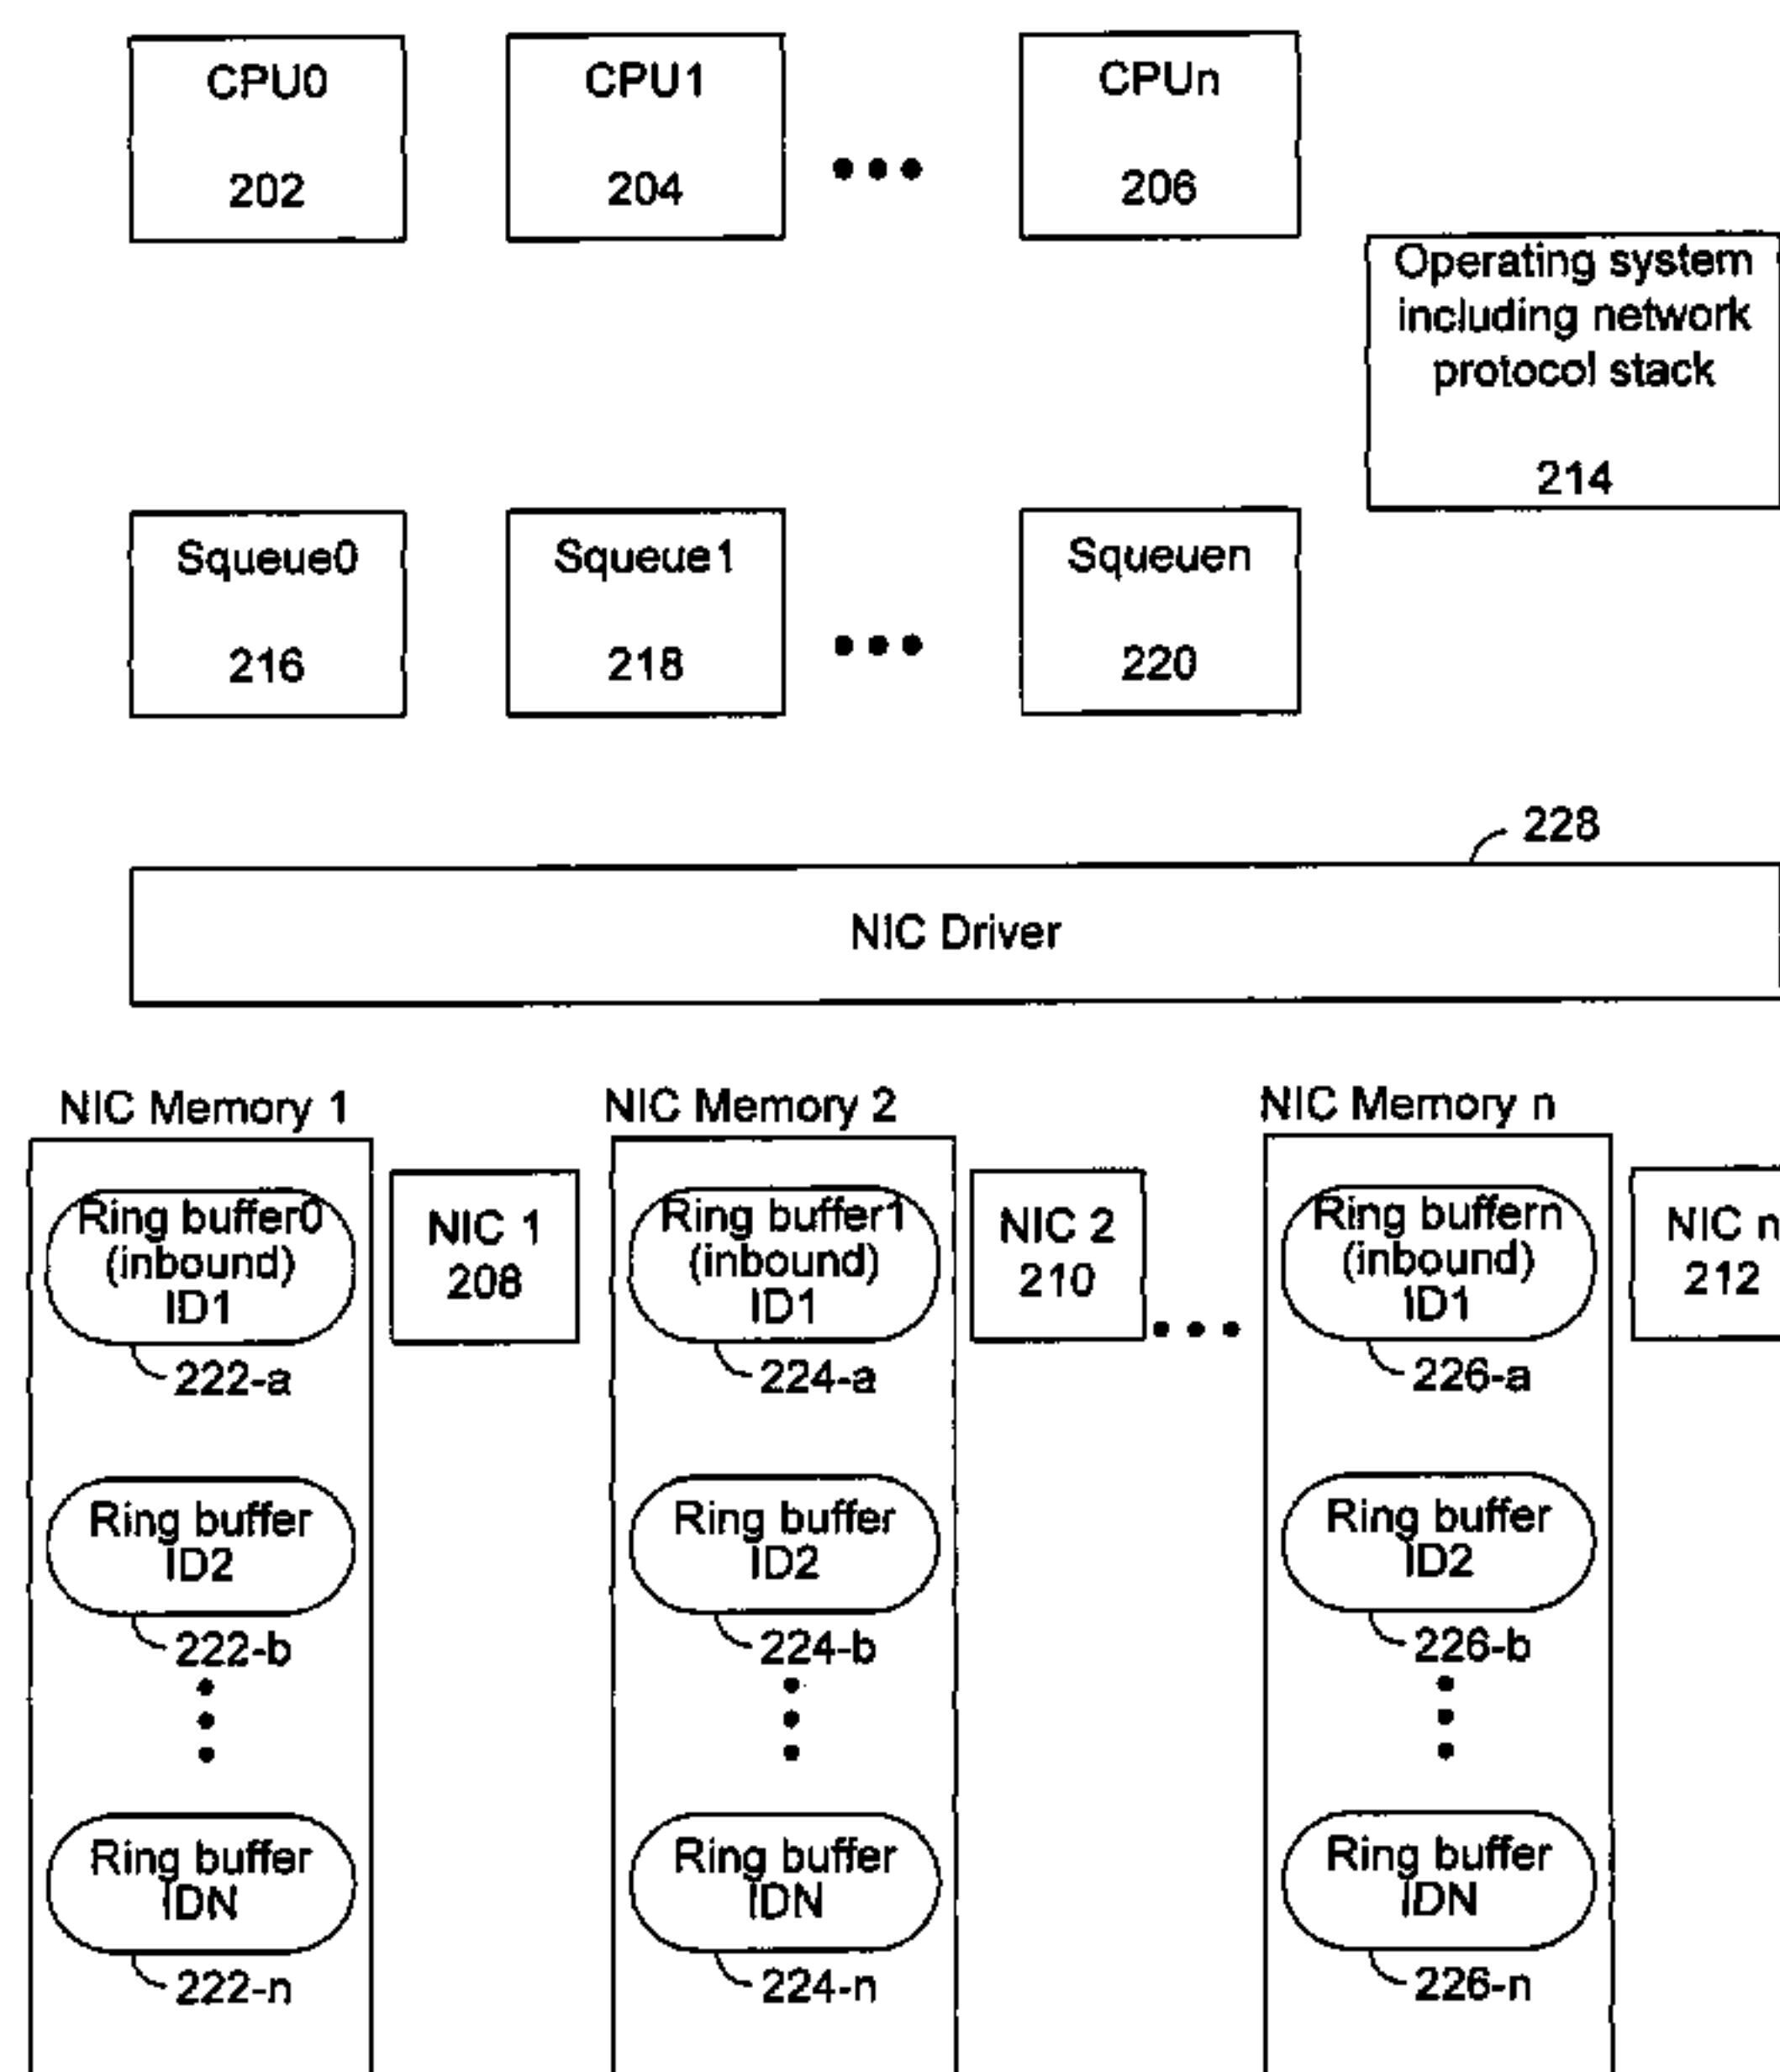 CPU0
202
CPU1
204
CPUn
206
Operating system
including network
protocol stack
214
Squeue0
216
Squeue1
218
Squeuen
220
228
NIC Driver
NIC Memory 1
NIC Memory 2
NIC Memory n
Ring buffer0
(inbound)
ID1
222-a
NIC 1
208
Ring buffer1
(inbound)
ID1
224-a
NIC 2
210
Ring buffern
(inbound)
ID1
226-a
NIC n
212
Ring buffer
ID2
222-b
Ring buffer
ID2
224-b
Ring buffer
ID2
226-b
Ring buffer
IDN
222-n
Ring buffer
IDN
224-n
Ring buffer
IDN
226-n